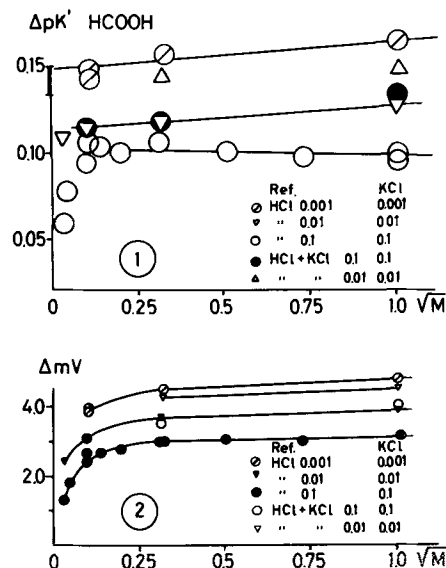 ΔpK' HCOOH
0.15
0.10
0.05
Ref. KCl
HCl 0.001 0.001
" 0.01 0.01
" 0.1 0.1
HCl+KCl 0.1 0.1
" " 0.01 0.01
1
0 0.25 0.5 0.75 1.0 √M
ΔmV
4.0
2.0
Ref. KCl
HCl 0.001 0.001
" 0.01 0.01
" 0.1 0.1
HCl+KCl 0.1 0.1
" " 0.01 0.01
2
0 0.25 0.5 0.75 1.0 √M